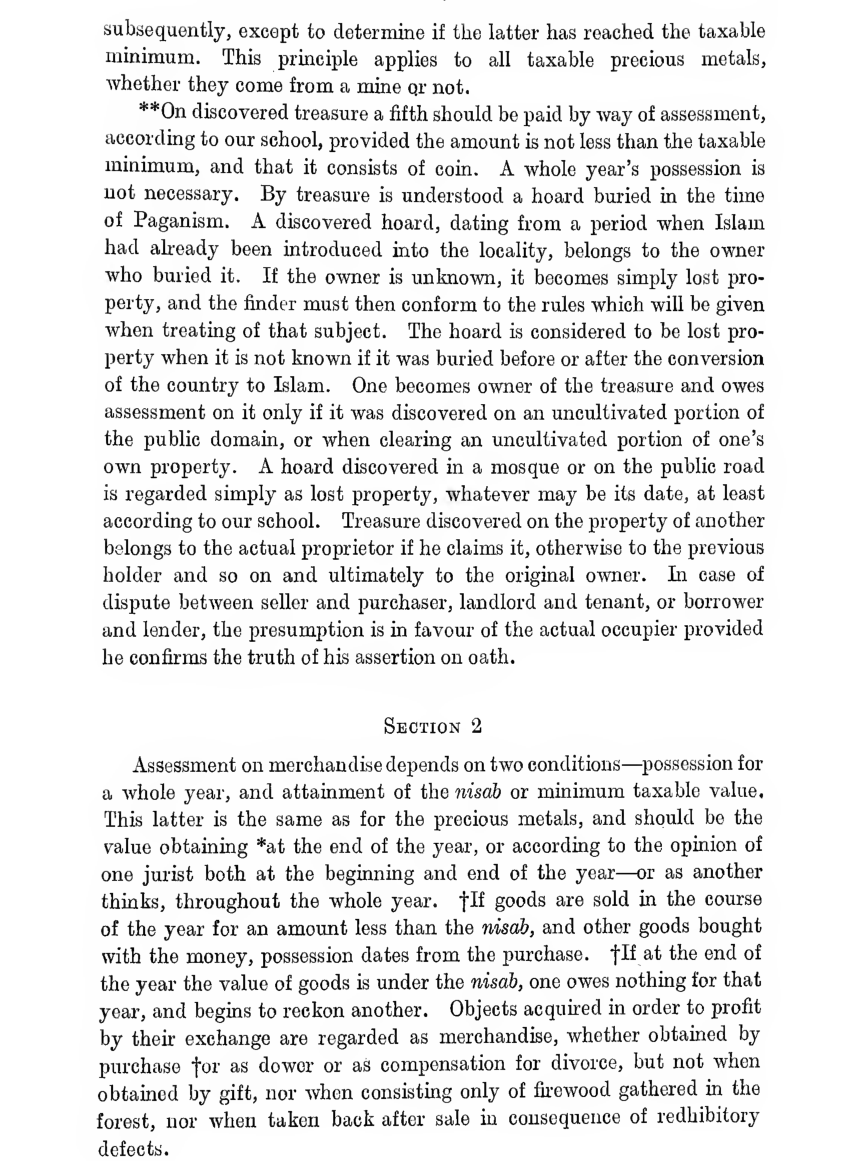 subsequently, except to determine if the latter has reached the taxable
minimum. This principle applies to all taxable precious metals,
whether they come from a mine or not.
**On discovered treasure a fifth should be paid by way of assessment,
according to our school, provided the amount is not less than the taxable
minimum, and that it consists of coin. A whole year's possession is
not necessary. By treasure is understood a hoard buried in the time
of Paganism. A discovered hoard, dating from a period when Islam
had already been introduced into the locality, belongs to the owner
who buried it. If the owner is unknown, it becomes simply lost pro-
perty, and the finder must then conform to the rules which will be given
when treating of that subject. The hoard is considered to be lost pro-
perty when it is not known if it was buried before or after the conversion
of the country to Islam. One becomes owner of the treasure and owes
assessment on it only if it was discovered on an uncultivated portion of
the public domain, or when clearing an uncultivated portion of one's
own property. A hoard discovered in a mosque or on the public road
is regarded simply as lost property, whatever may be its date, at least
according to our school. Treasure discovered on the property of another
belongs to the actual proprietor if he claims it, otherwise to the previous
holder and so on and ultimately to the original owner. In case of
dispute between seller and purchaser, landlord and tenant, or borrower
and lender, the presumption is in favour of the actual occupier provided
he confirms the truth of his assertion on oath.
SECTION 2
Assessment on merchandise depends on two conditions—possession for
a whole year, and attainment of the nisab or minimum taxable value.
This latter is the same as for the precious metals, and should be the
value obtaining *at the end of the year, or according to the opinion of
one jurist both at the beginning and end of the year—or as another
thinks, throughout the whole year. †If goods are sold in the course
of the year for an amount less than the nisab, and other goods bought
with the money, possession dates from the purchase. †If at the end of
the year the value of goods is under the nisab, one owes nothing for that
year, and begins to reckon another. Objects acquired in order to profit
by their exchange are regarded as merchandise, whether obtained by
purchase †or as dower or as compensation for divorce, but not when
obtained by gift, nor when consisting only of firewood gathered in the
forest, nor when taken back after sale in consequence of redhibitory
defects.